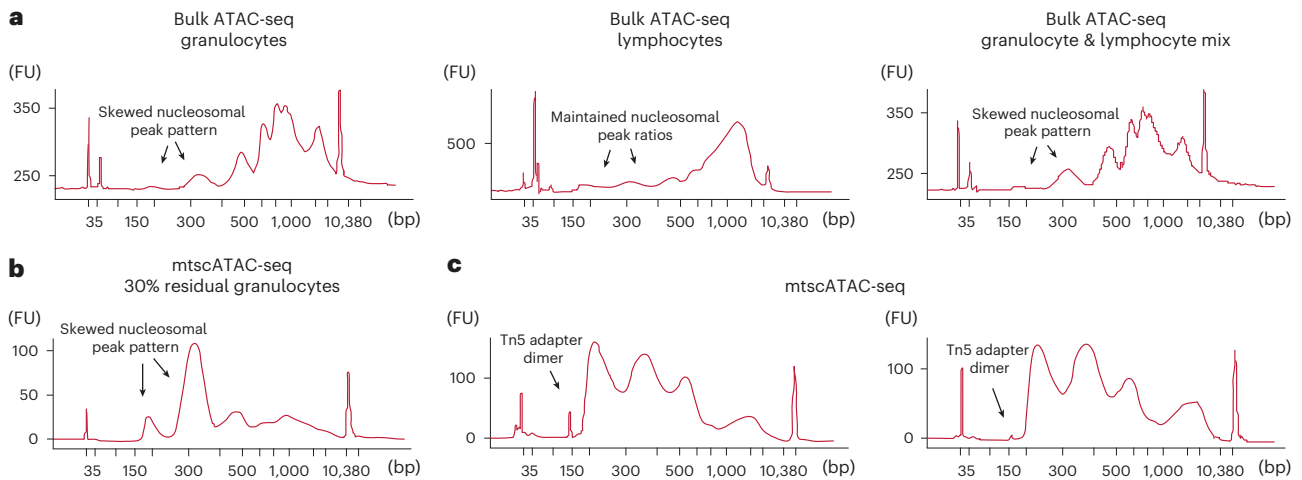 a
Bulk ATAC-seq
granulocytes
(FU)
350
250
Skewed nucleosomal
peak pattern
35 150 300 500 1,000 10,380 (bp)
Bulk ATAC-seq
lymphocytes
(FU)
500
Maintained nucleosomal
peak ratios
35 150 300 500 1,000 10,380 (bp)
Bulk ATAC-seq
granulocyte & lymphocyte mix
(FU)
350
250
Skewed nucleosomal
peak pattern
35 150 300 500 1,000 10,380 (bp)
b
mtscATAC-seq
30% residual granulocytes
(FU)
100
50
0
Skewed nucleosomal
peak pattern
35 150 300 500 1,000 10,380 (bp)
c
mtscATAC-seq
(FU)
100
0
Tn5 adapter
dimer
35 150 300 500 1,000 10,380 (bp)
(FU)
100
0
Tn5 adapter
dimer
35 150 300 500 1,000 10,380 (bp)